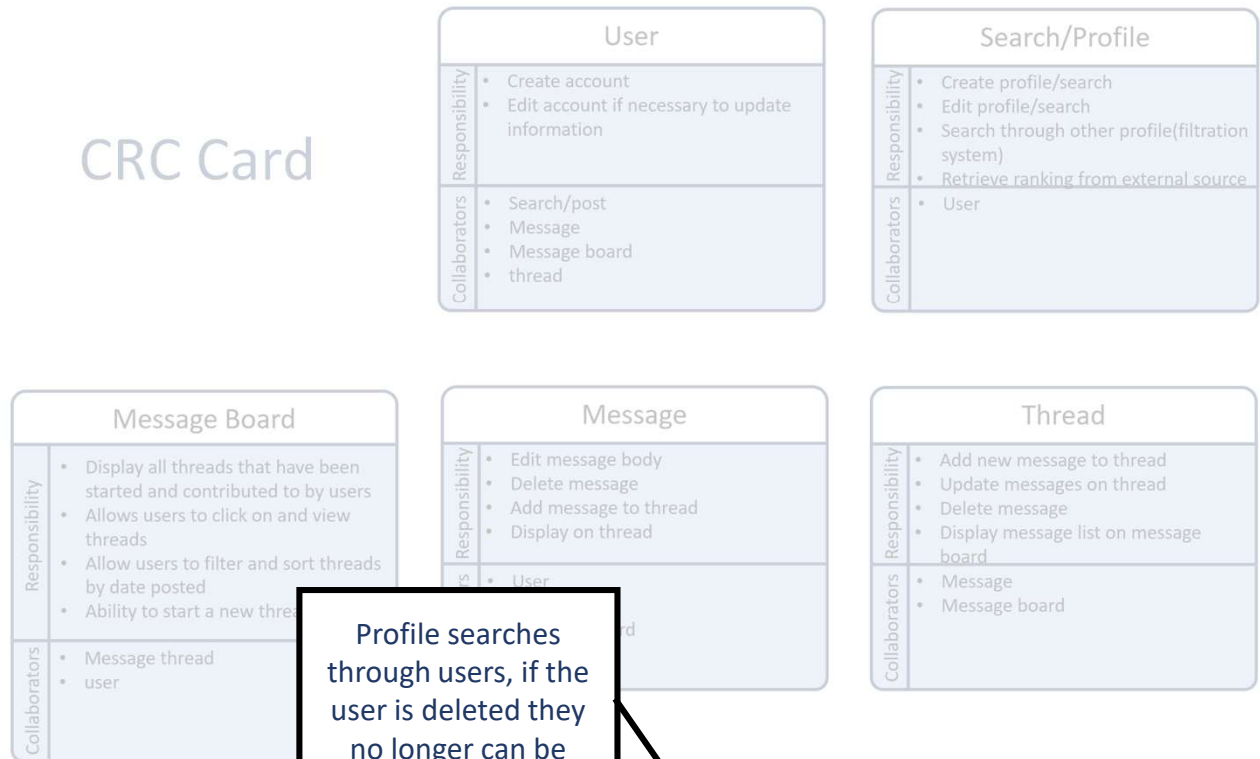 CRC Card
User
Responsibility
• Create account
• Edit account if necessary to update
information
Collaborators
• Search/post
• Message
• Message board
• thread
Search/Profile
Responsibility
• Create profile/search
• Edit profile/search
• Search through other profile(filtration
system)
• Retrieve ranking from external source
Collaborators
• User
Message Board
Responsibility
• Display all threads that have been
started and contributed to by users
• Allows users to click on and view
threads
• Allow users to filter and sort threads
by date posted
• Ability to start a new
Collaborators
• Message thread
• user
Message
Responsibility
• Edit message body
• Delete message
• Add message to thread
• Display on thread
• User
Thread
Responsibility
• Add new message to thread
• Update messages on thread
• Delete message
• Display message list on message
board
Collaborators
• Message
• Message board
Profile searches
through users, if the
user is deleted they
no longer can be